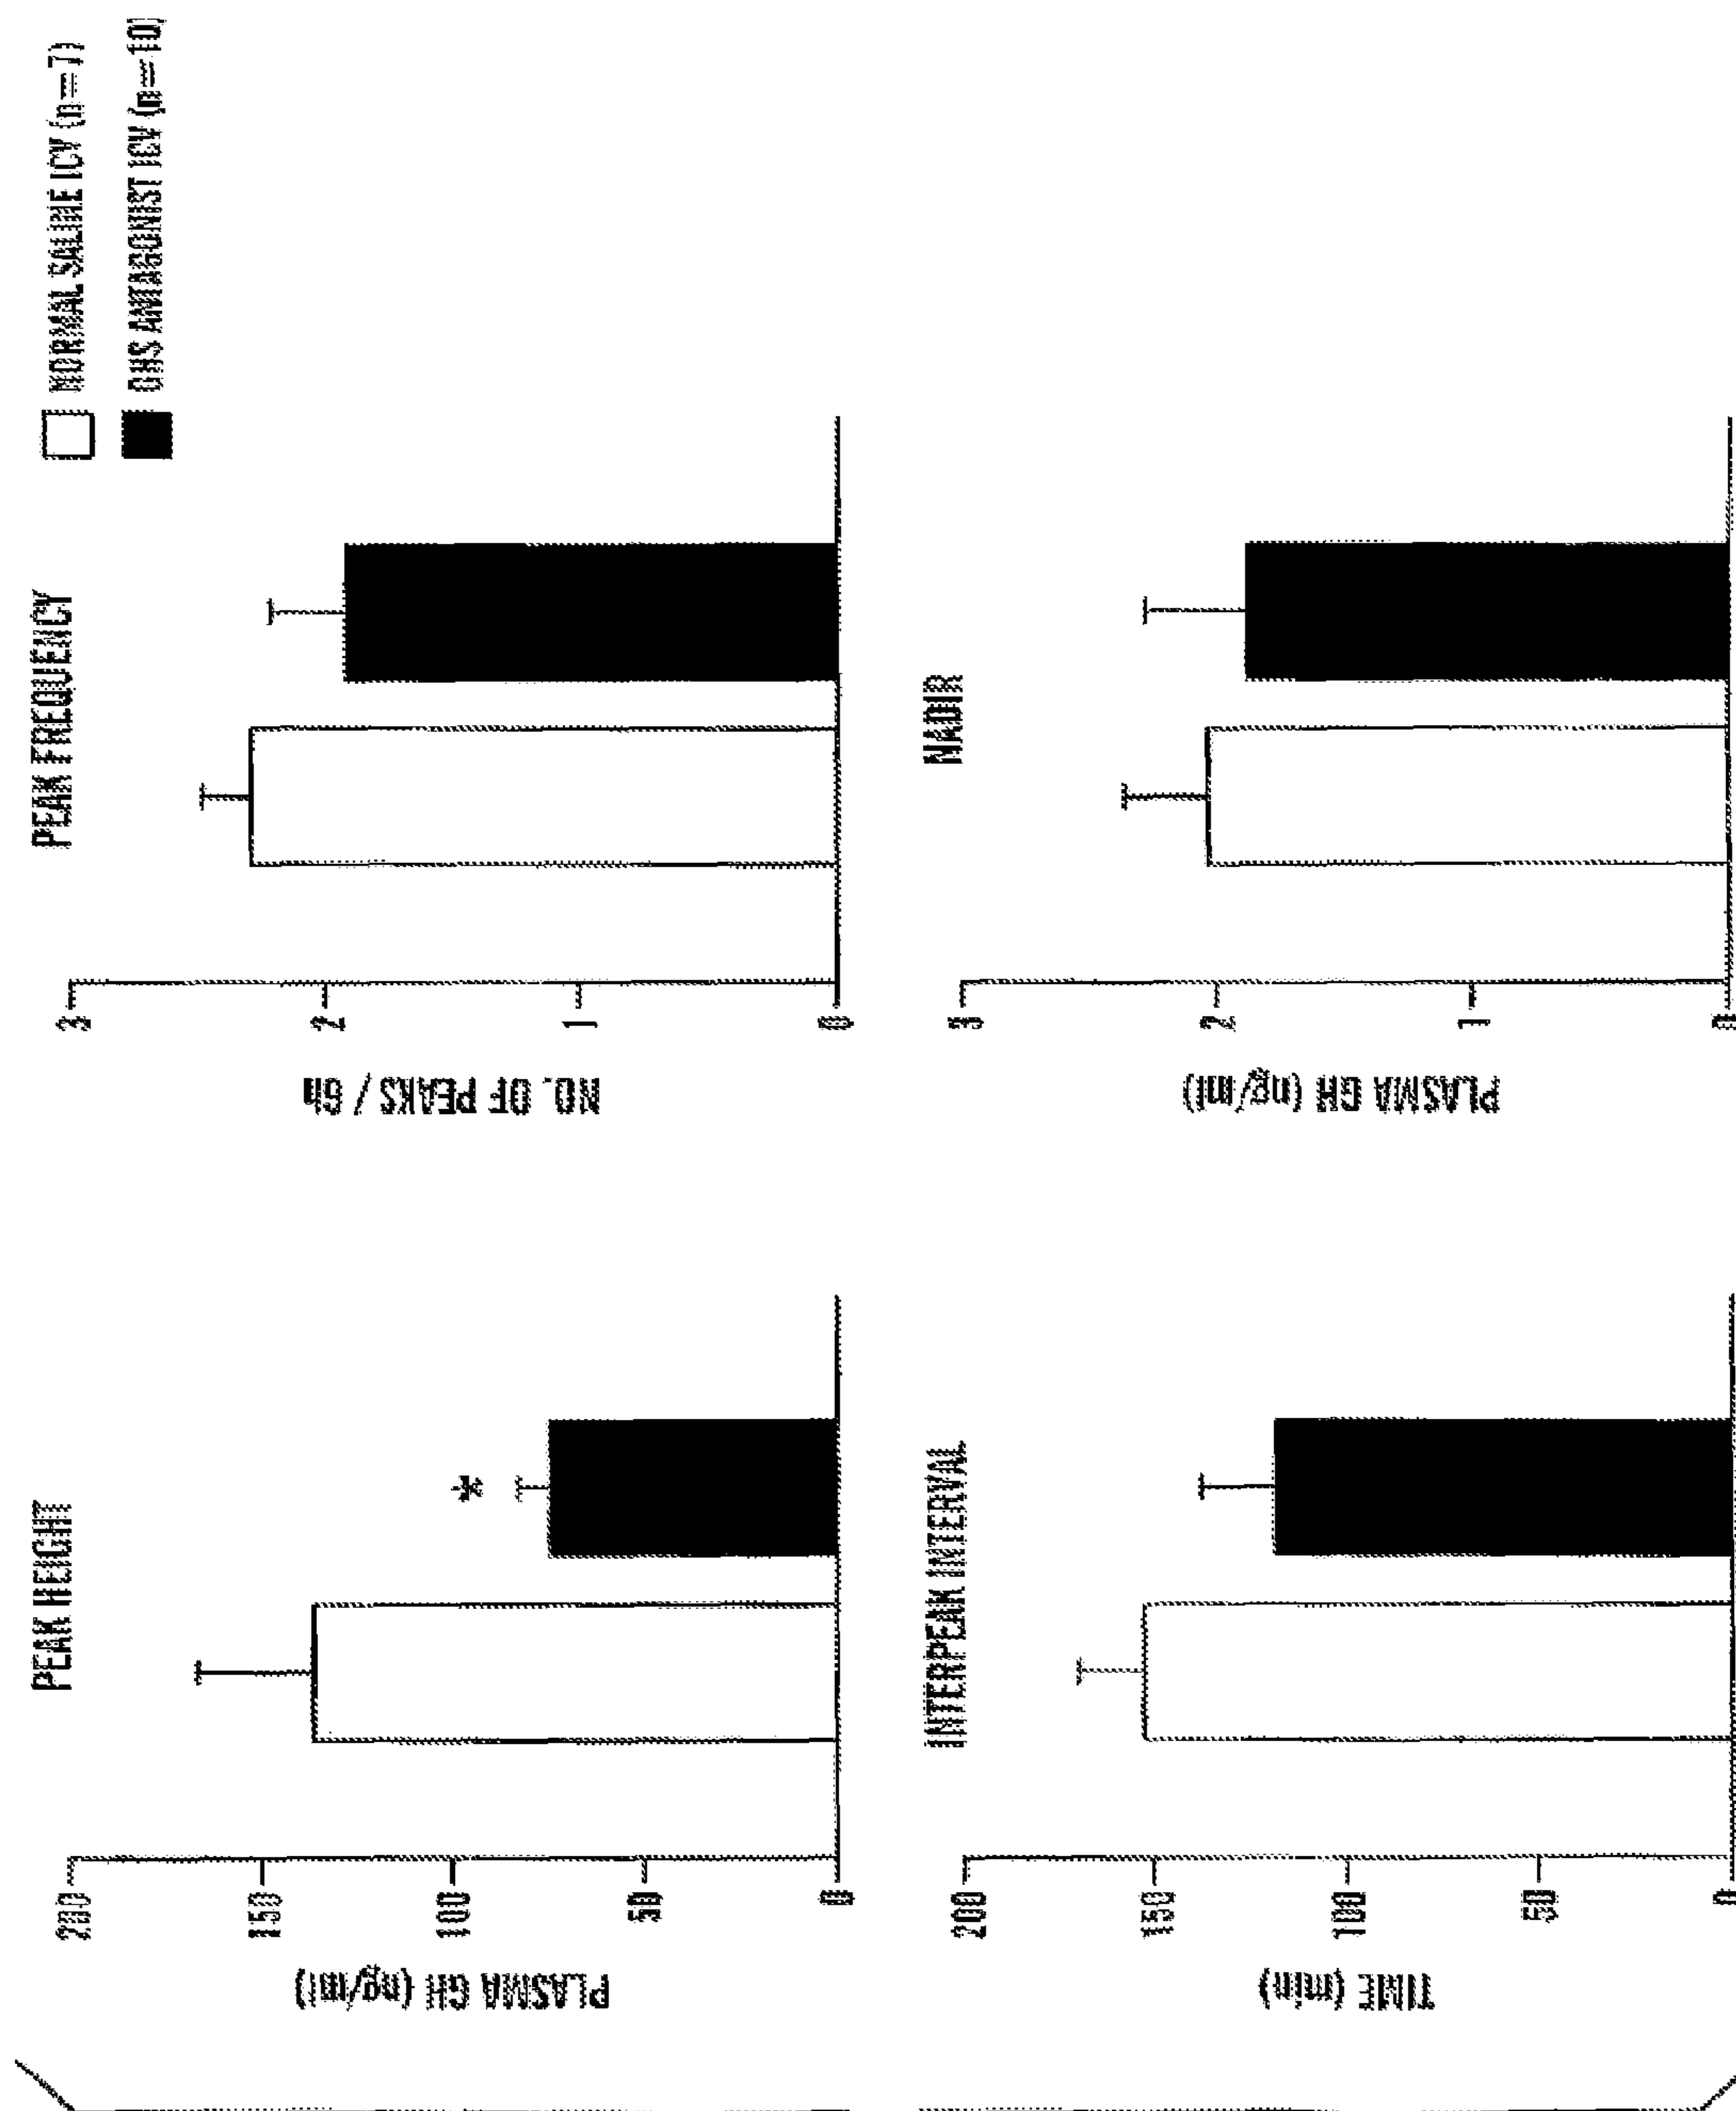 NORMAL SALINE ICV (n=7)
GHS ANTAGONIST ICV (n=10)
PEAK HEIGHT
PLASMA GH (ng/ml)
200
150
100
50
0
*
PEAK FREQUENCY
NO. OF PEAKS / 6h
3
2
1
0
INTERPEAK INTERVAL
TIME (min)
200
150
100
50
0
NADIR
PLASMA GH (ng/ml)
3
2
1
0